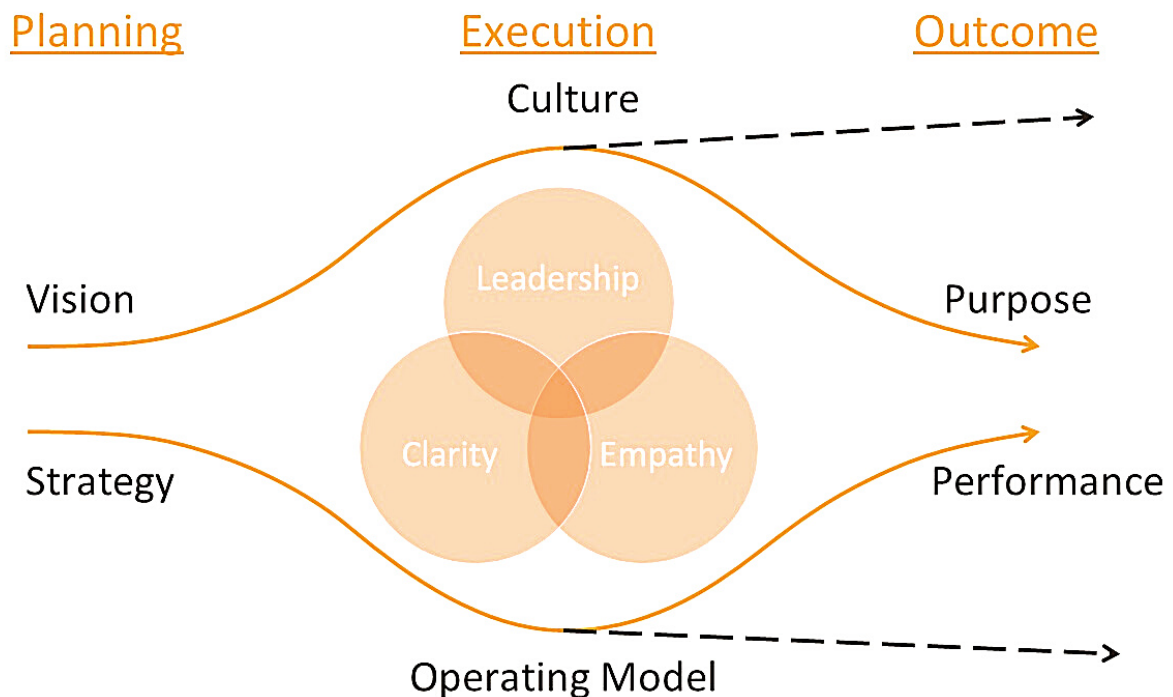 Planning
Execution
Outcome
Culture
Leadership
Vision
Purpose
Clarity
Empathy
Strategy
Performance
Operating Model